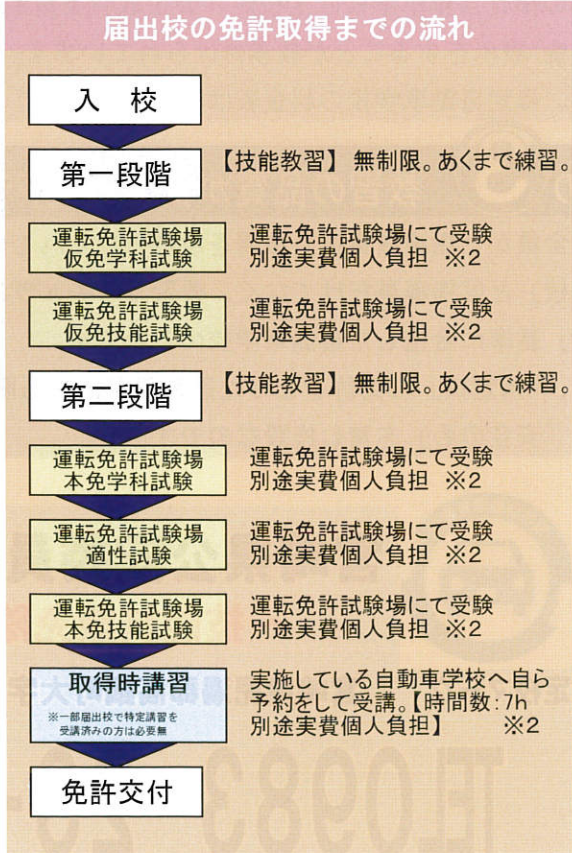 届出校の免許取得までの流れ
入 校
第一段階
【技能教習】 無制限。あくまで練習。
運転免許試験場
仮免学科試験
運転免許試験場にて受験
別途実費個人負担 ※2
運転免許試験場
仮免技能試験
運転免許試験場にて受験
別途実費個人負担 ※2
第二段階
【技能教習】 無制限。あくまで練習。
運転免許試験場
本免学科試験
運転免許試験場にて受験
別途実費個人負担 ※2
運転免許試験場
適性試験
運転免許試験場にて受験
別途実費個人負担 ※2
運転免許試験場
本免技能試験
運転免許試験場にて受験
別途実費個人負担 ※2
取得時講習
※一部届出校で特定講習を
受講済みの方は必要無
実施している自動車学校へ自ら
予約をして受講。【時間数:7h
別途実費個人負担】 ※2
免許交付